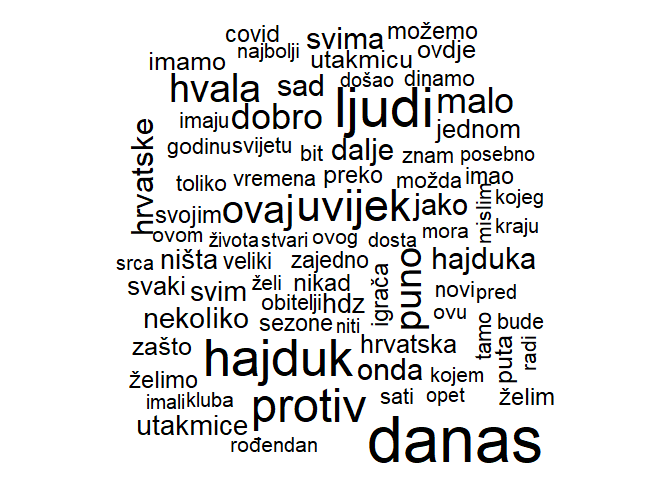 covid
svima
možemo
najbolji
ovdje
imamo
utakmicu
hvala
sad
došao
dinamo
ljudi
malo
imaju
dobro
jednom
hrvatske
godinu
svijetu
bit
dalje
znam
posebno
toliko
vremena
preko
možda
imao
svojim
ovaj
uvijek
jako
mislim
kojeg
ovom
života
stvari
ovog
dosta
mora
kraju
srca
ništa
veliki
zajedno
puno
hajduka
svaki
svim
želi
nikad
igrača
novi
pred
obitelji
hdz
nekoliko
sezone
niti
ovu
tamo
bude
zašto
hajduk
hrvatska
puta
radi
želimo
onda
kojem
imali
kluba
protiv
sati
opet
želim
utakmice
rođendan
danas